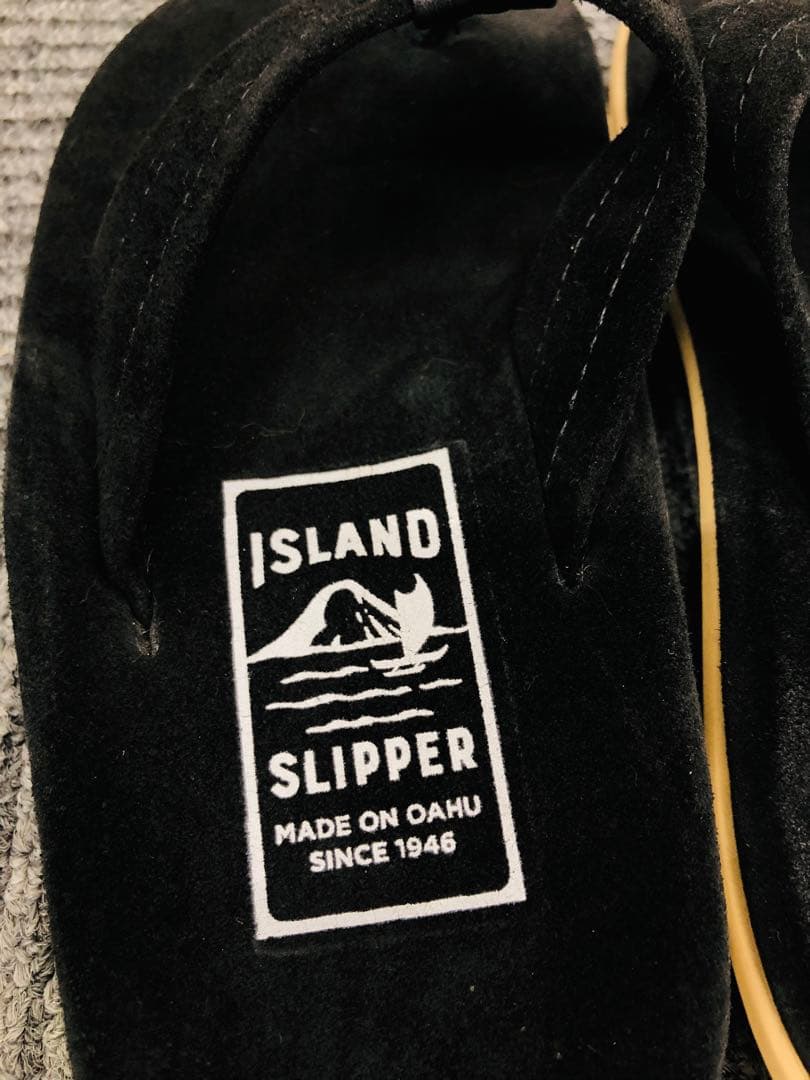 ISLAND
SLIPPER
MADE ON OAHU
SINCE 1946